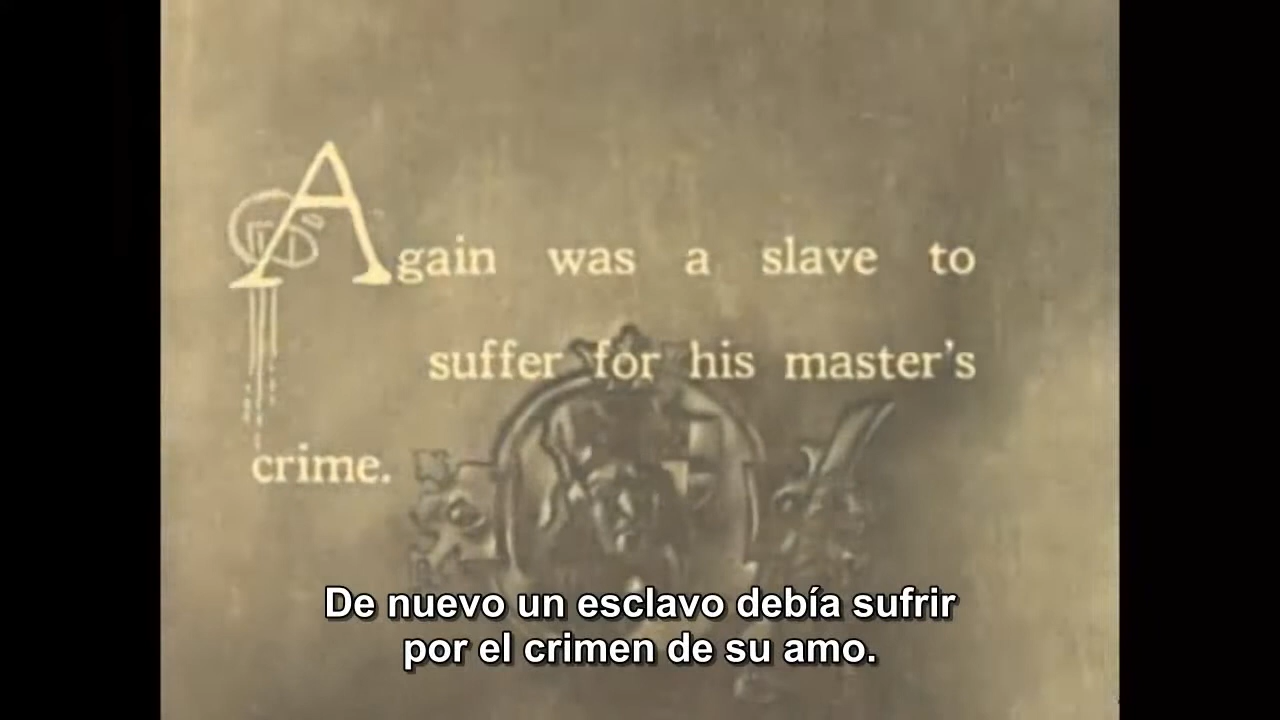 Again was a slave to
suffer for his master's
crime.
De nuevo un esclavo debía sufrir
por el crimen de su amo.